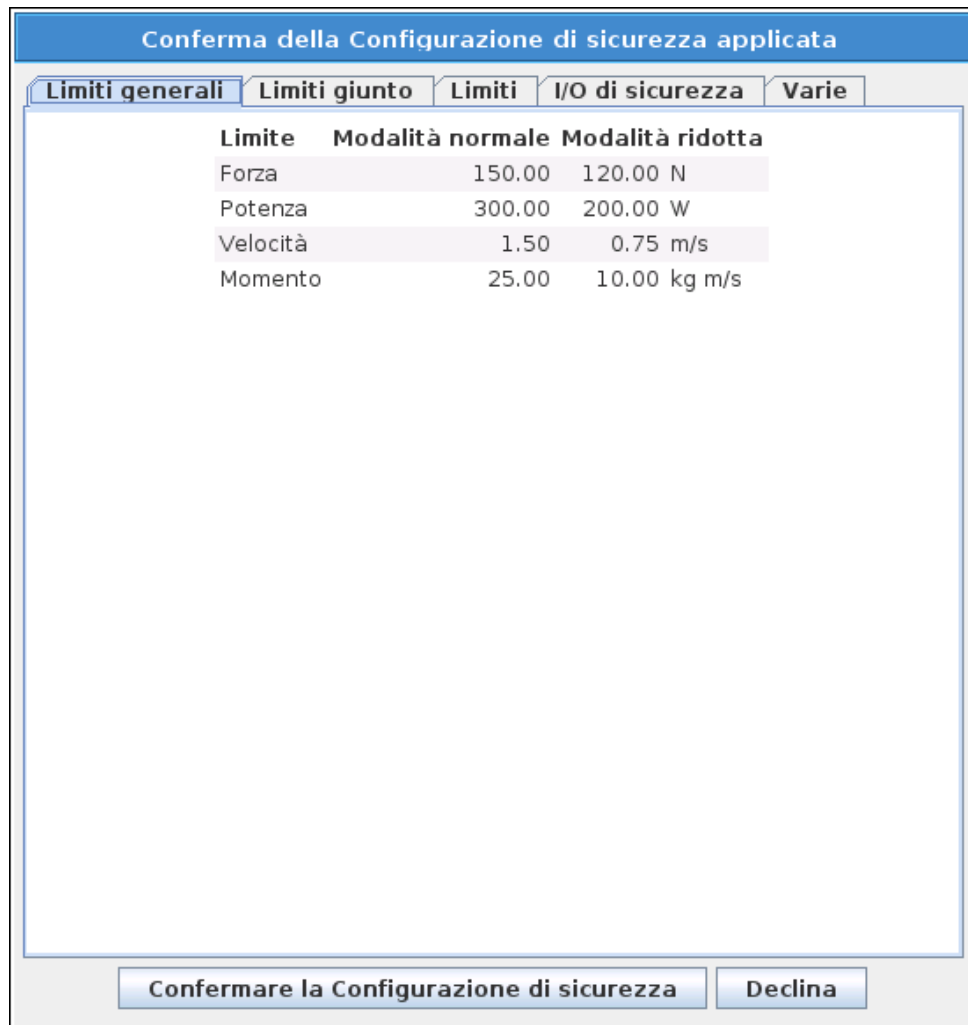 Conferma della Configurazione di sicurezza applicata
Limiti generali Limiti giunto Limiti I/O di sicurezza Varie
Limite Modalità normale Modalità ridotta
Forza 150.00 120.00 N
Potenza 300.00 200.00 W
Velocità 1.50 0.75 m/s
Momento 25.00 10.00 kg m/s
Confermare la Configurazione di sicurezza Declina